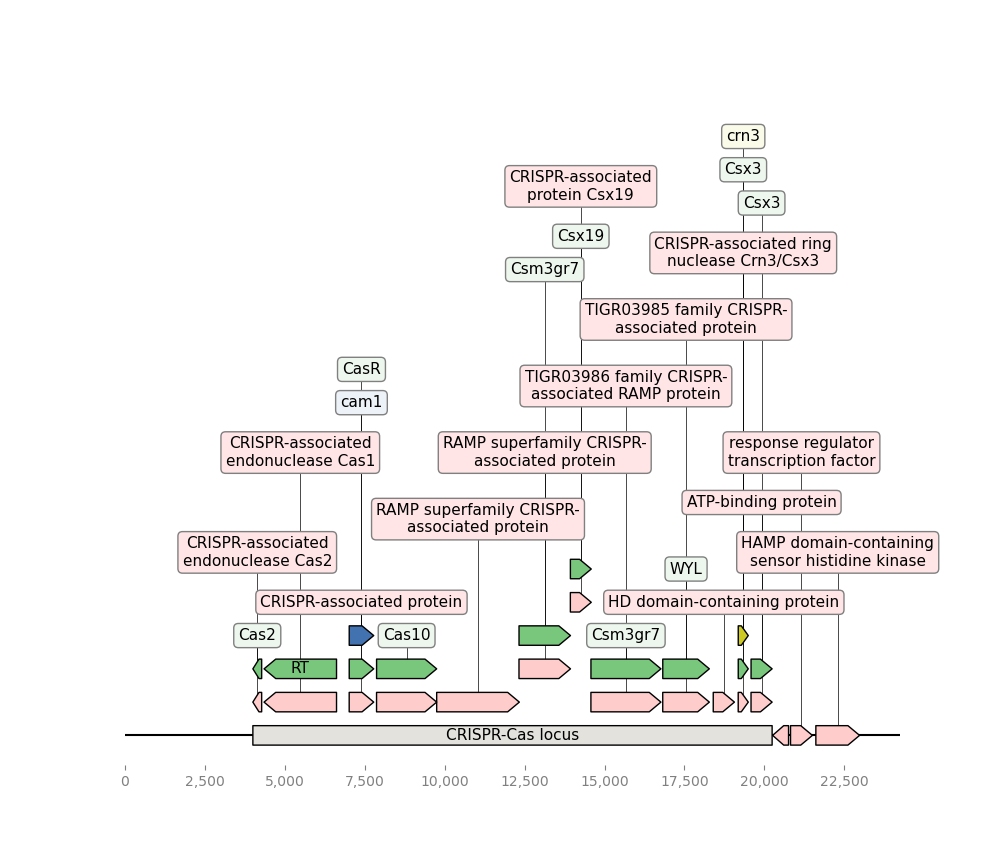 crn3
Csx3
CRISPR-associated
protein Csx19
Csx3
Csx19
CRISPR-associated ring
nuclease Crn3/Csx3
Csm3gr7
TIGR03985 family CRISPR-
associated protein
CasR
TIGR03986 family CRISPR-
associated RAMP protein
cam1
CRISPR-associated
endonuclease Cas1
RAMP superfamily CRISPR-
associated protein
response regulator
transcription factor
ATP-binding protein
RAMP superfamily CRISPR-
associated protein
CRISPR-associated
endonuclease Cas2
HAMP domain-containing
sensor histidine kinase
WYL
CRISPR-associated protein
HD domain-containing protein
Cas2
Cas10
Csm3gr7
RT
CRISPR-Cas locus
0
2,500
5,000
7,500
10,000
12,500
15,000
17,500
20,000
22,500